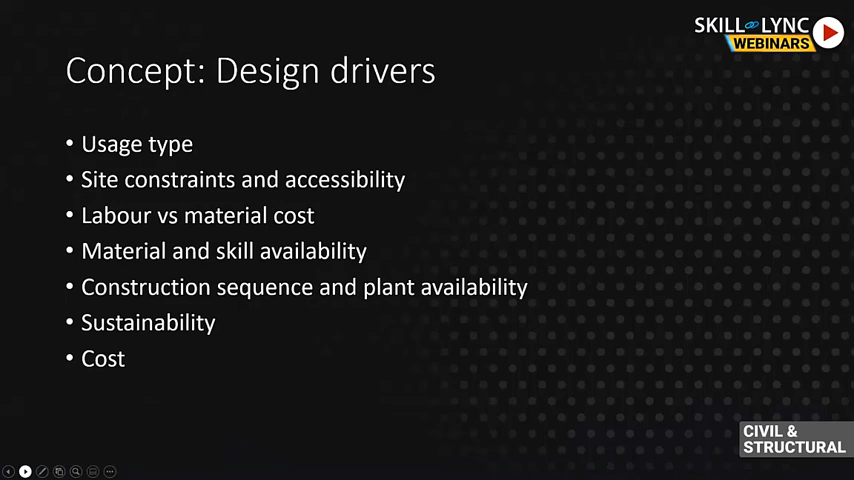 SKILL LYNC
WEBINARS
Concept: Design drivers
• Usage type
• Site constraints and accessibility
• Labour vs material cost
• Material and skill availability
• Construction sequence and plant availability
• Sustainability
• Cost
CIVIL &
STRUCTURAL